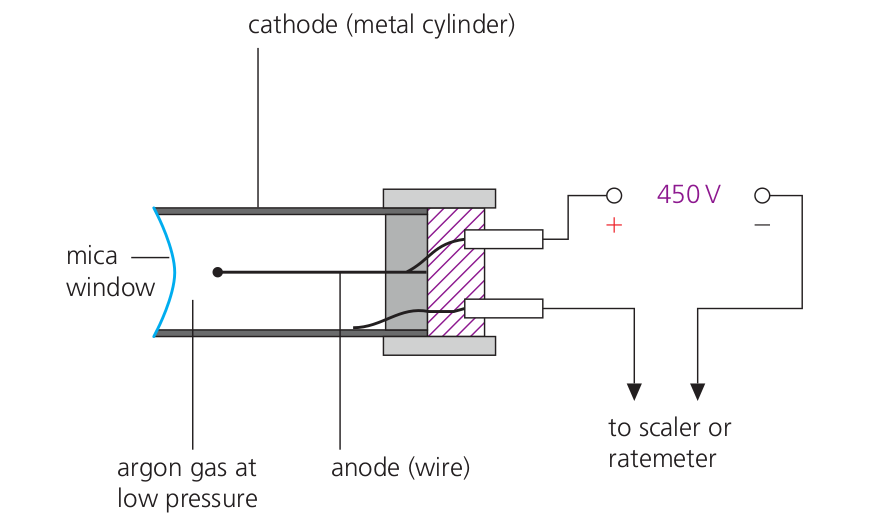 cathode (metal cylinder)
450 V
+
−
mica
window
to scaler or
ratemeter
argon gas at
low pressure
anode (wire)